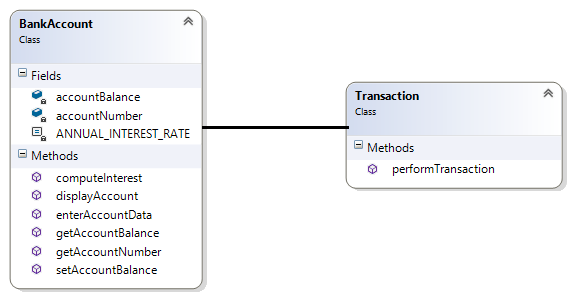 BankAccount
Class
Fields
accountBalance
accountNumber
ANNUAL_INTEREST_RATE
Methods
computeInterest
displayAccount
enterAccountData
getAccountBalance
getAccountNumber
setAccountBalance
Transaction
Class
Methods
performTransaction